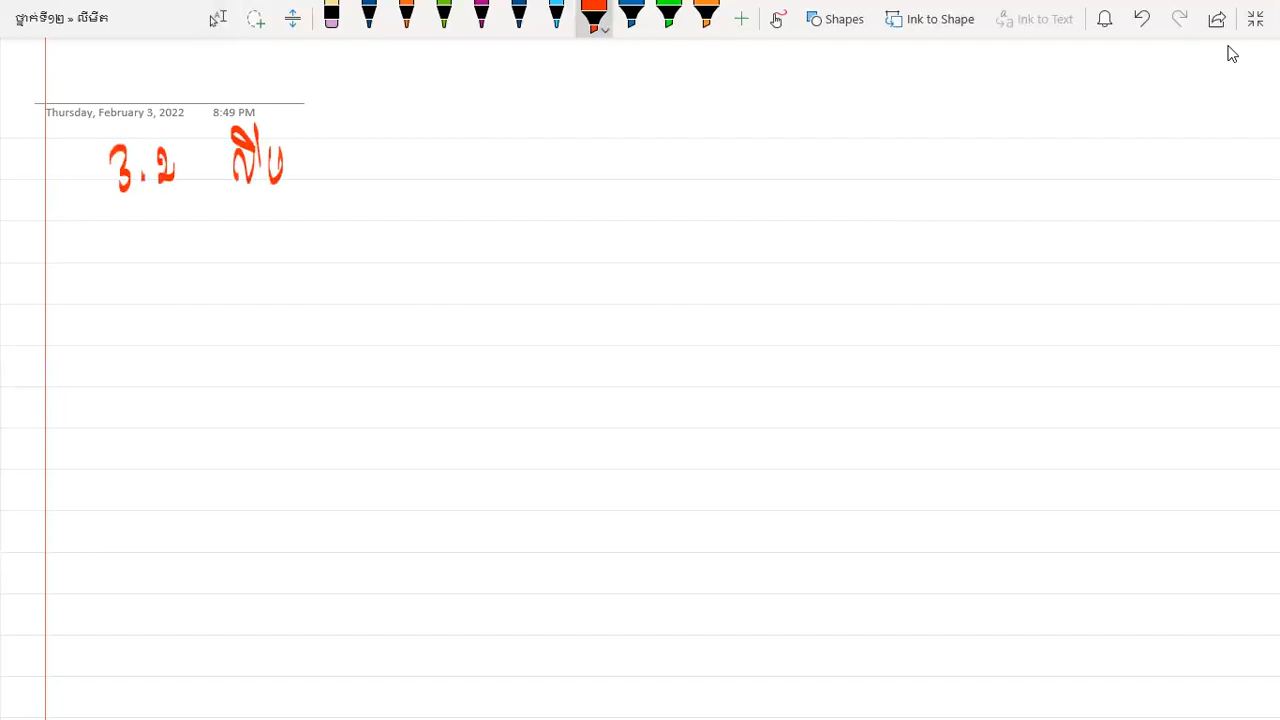 ថ្នាក់ទី១២ » លីមីត
Shapes
Ink to Shape
Ink to Text
Thursday, February 3, 2022 8:49 PM
3.2 លីម